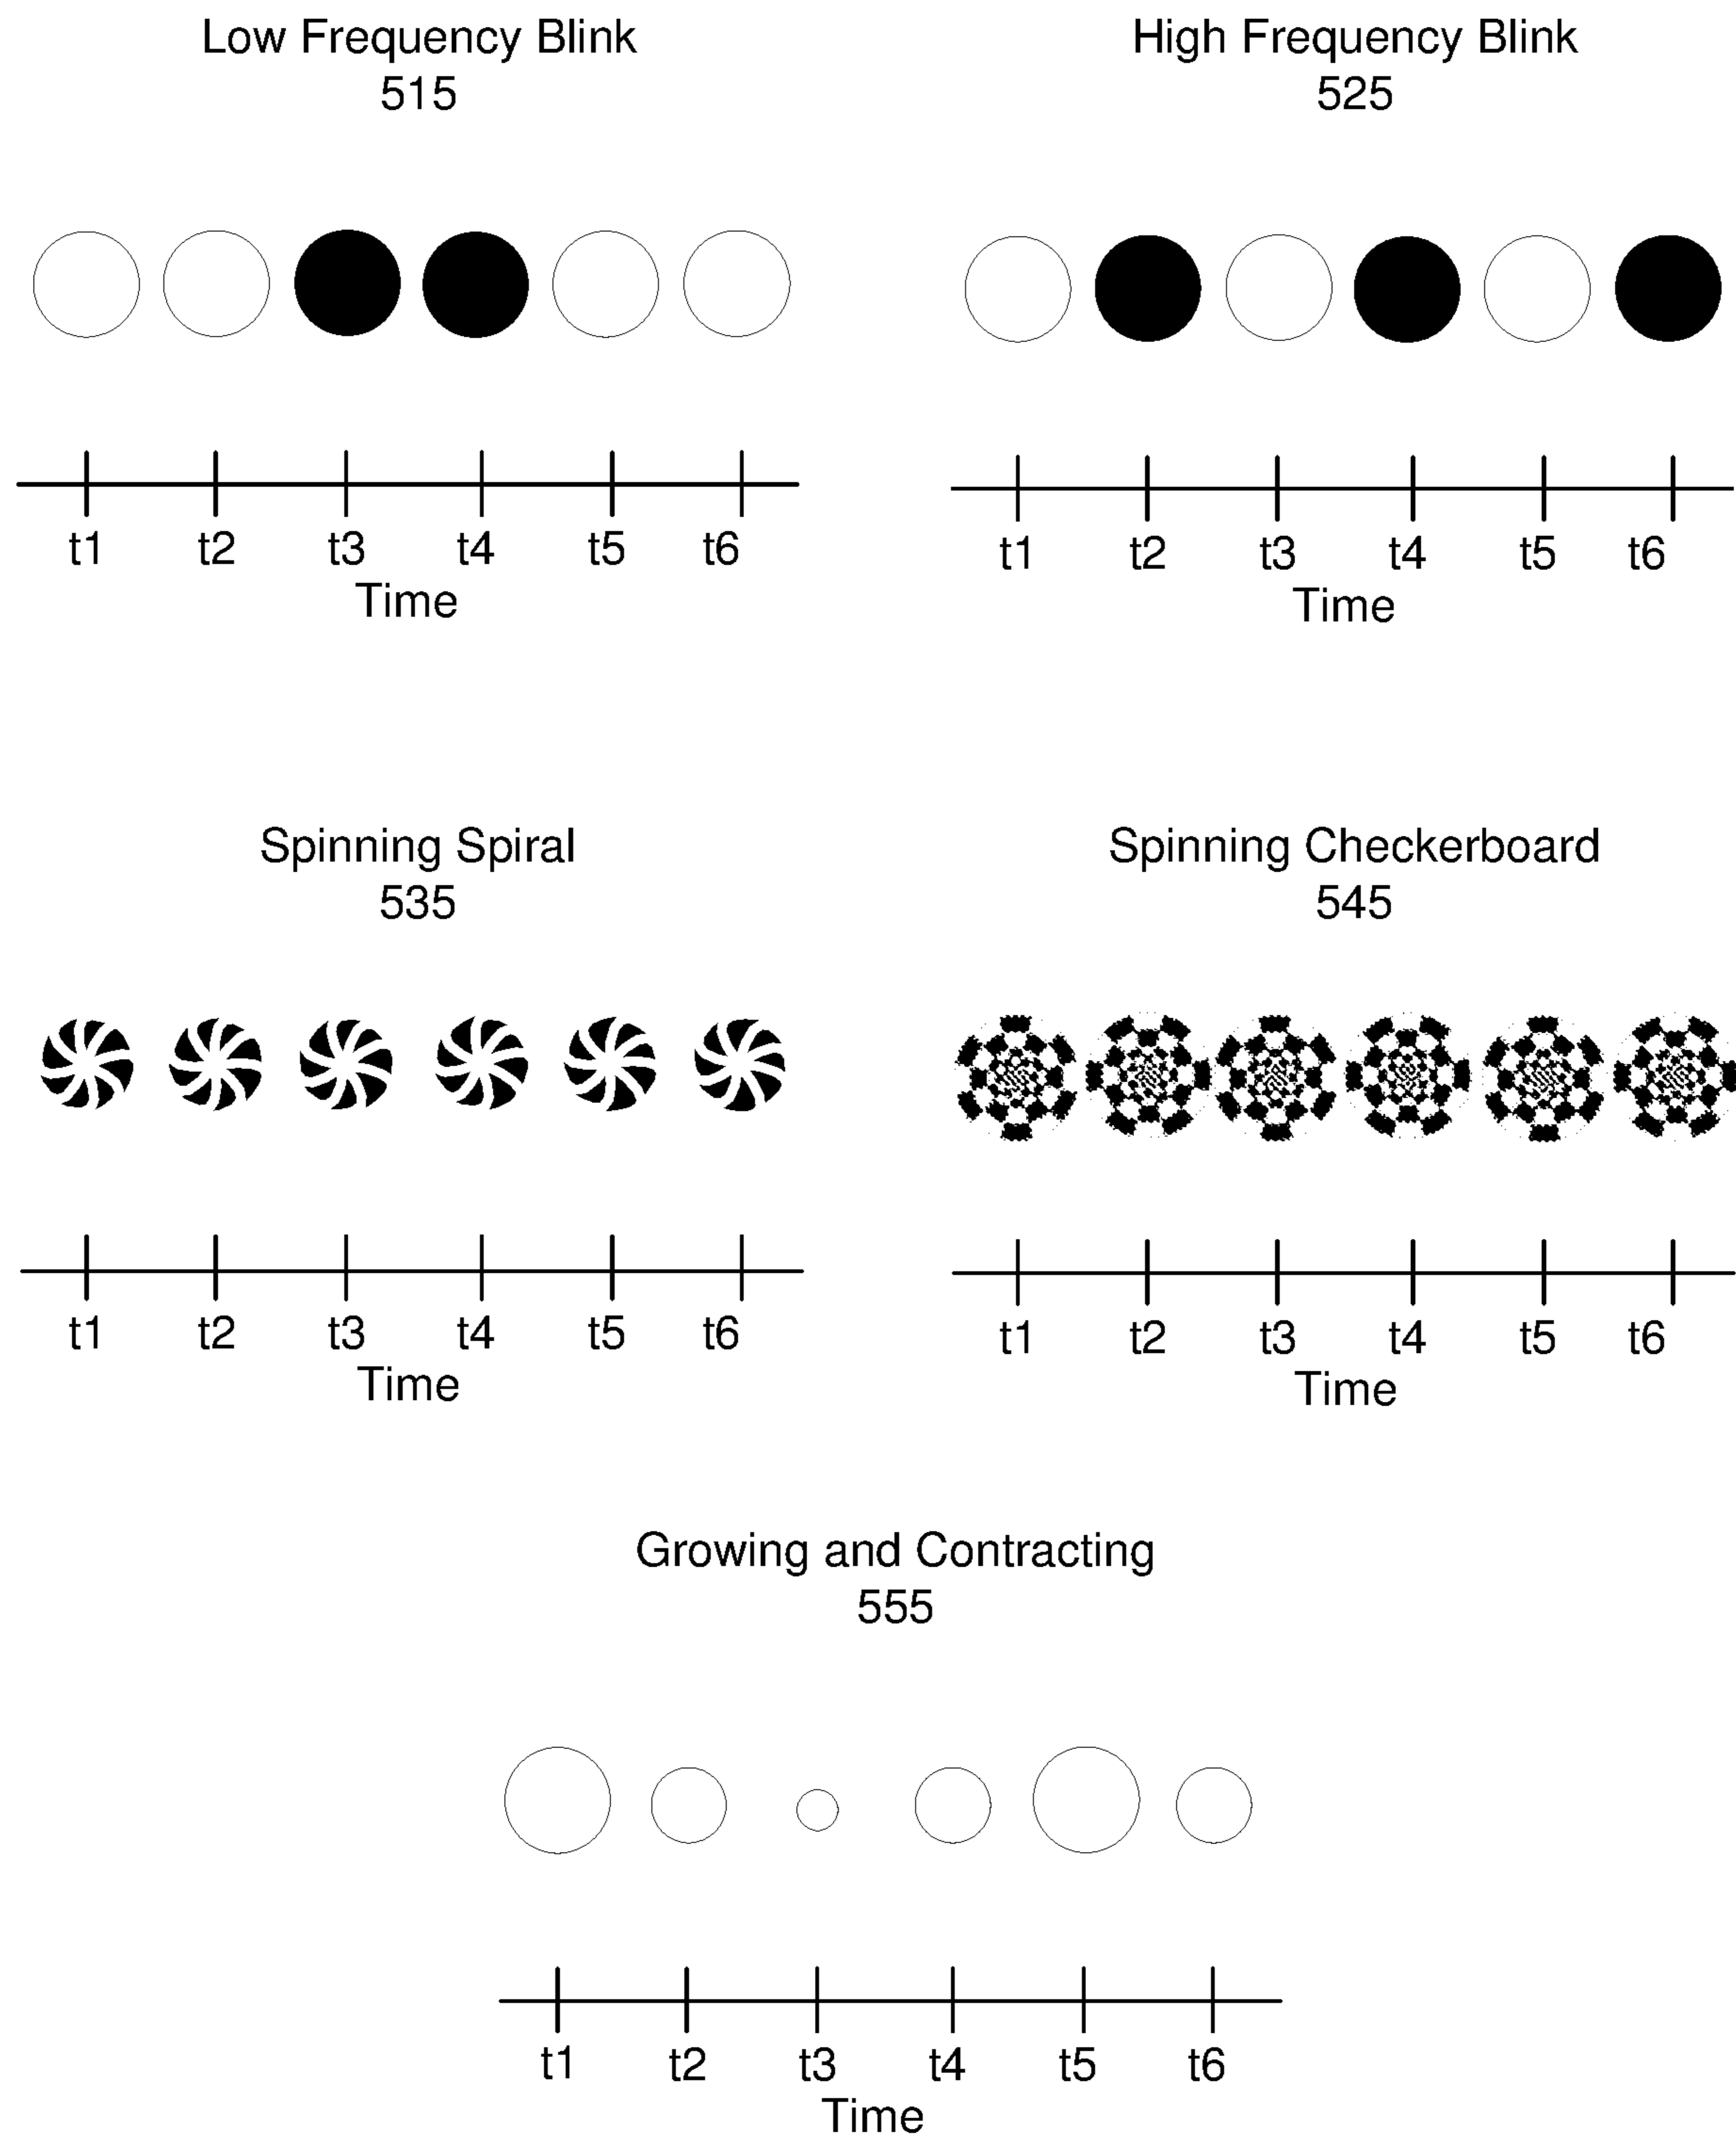 Low Frequency Blink
515
t1 t2 t3 t4 t5 t6
Time
High Frequency Blink
525
t1 t2 t3 t4 t5 t6
Time
Spinning Spiral
535
t1 t2 t3 t4 t5 t6
Time
Spinning Checkerboard
545
t1 t2 t3 t4 t5 t6
Time
Growing and Contracting
555
t1 t2 t3 t4 t5 t6
Time